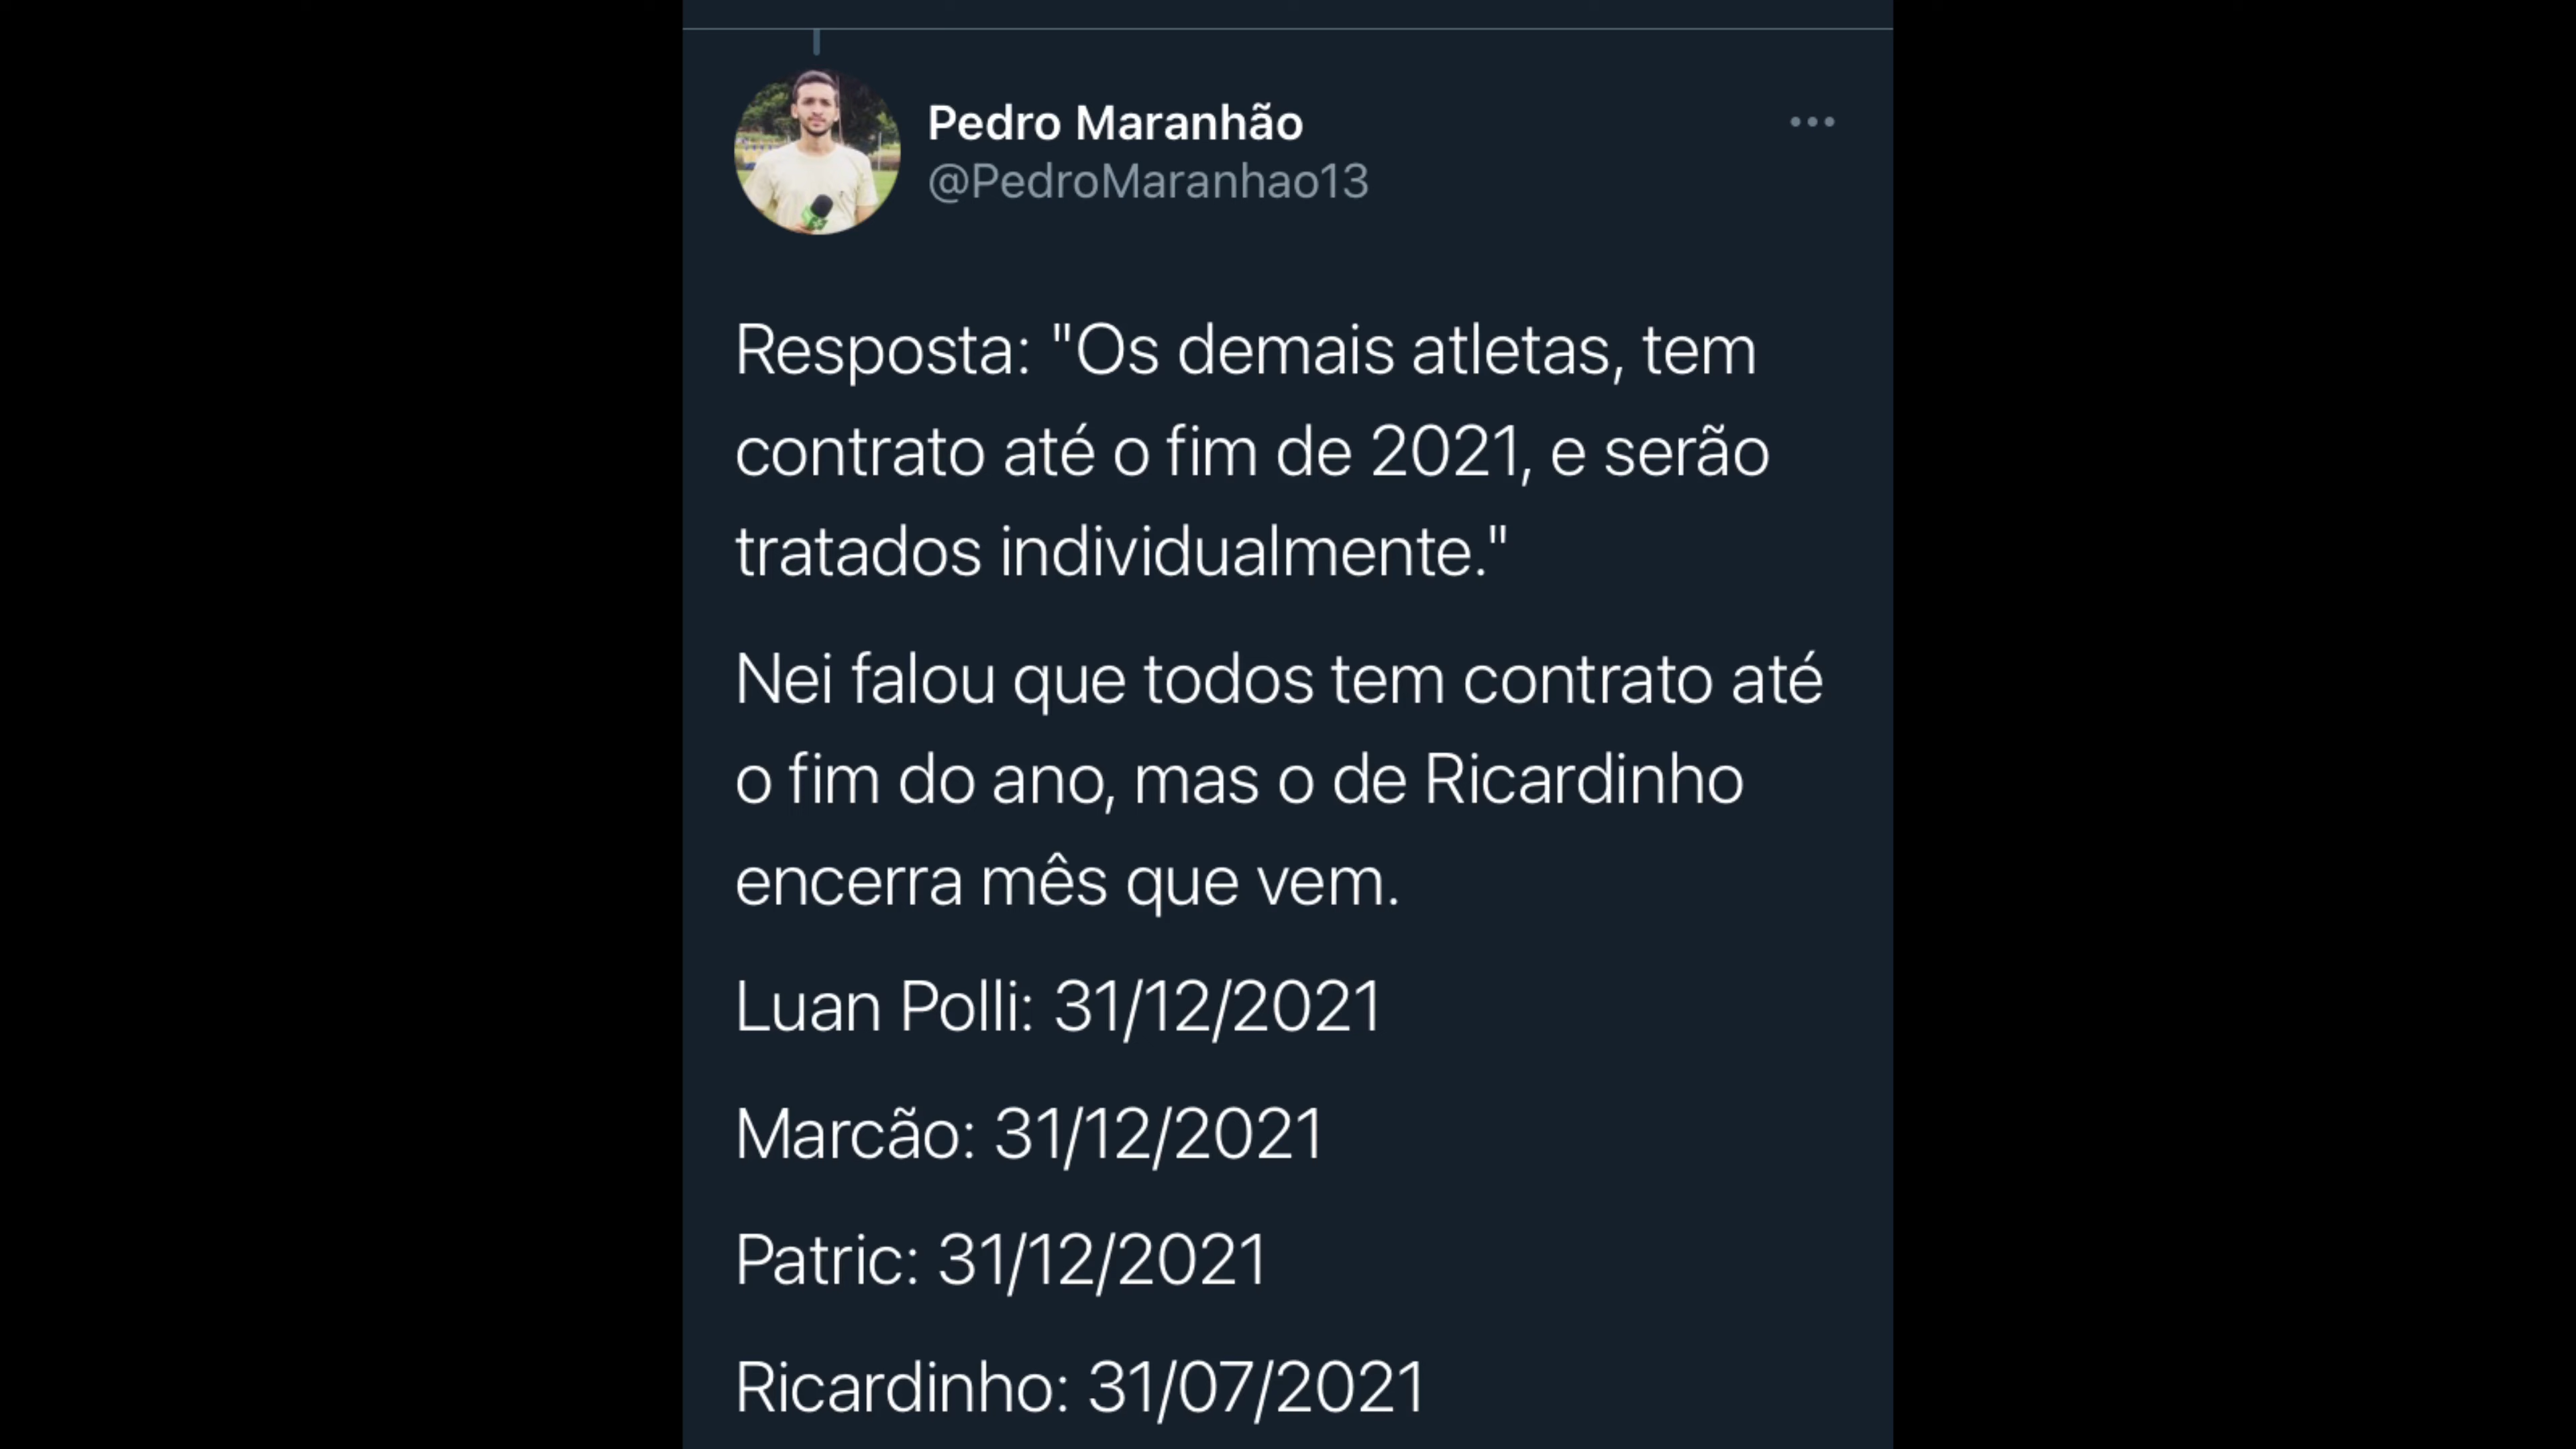 Pedro Maranhão
@PedroMaranhao13
Resposta: "Os demais atletas, tem
contrato até o fim de 2021, e serão
tratados individualmente."
Nei falou que todos tem contrato até
o fim do ano, mas o de Ricardinho
encerra mês que vem.
Luan Polli: 31/12/2021
Marcão: 31/12/2021
Patric: 31/12/2021
Ricardinho: 31/07/2021